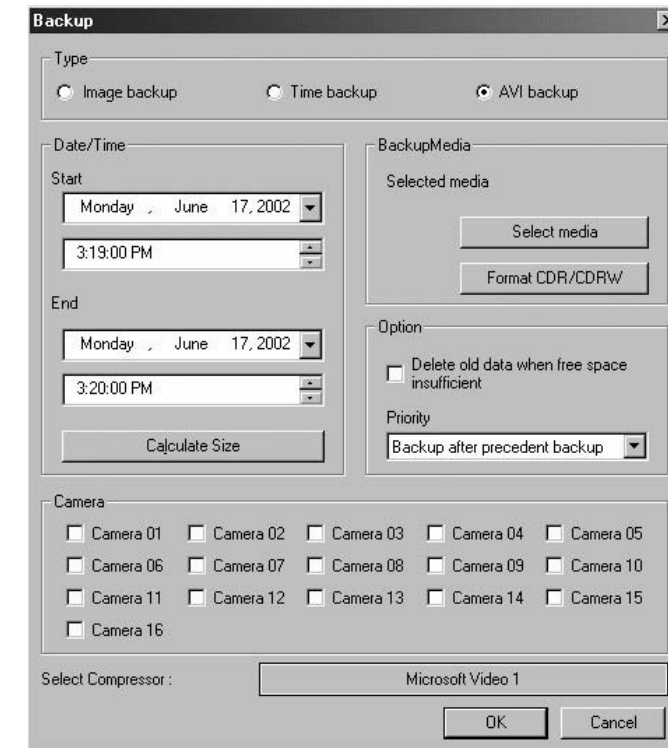 Backup
Type
Image backup
Time backup
AVI backup
Date/Time
Start
Monday , June 17, 2002
3:19:00 PM
End
Monday , June 17, 2002
3:20:00 PM
Calculate Size
BackupMedia
Selected media
Select media
Format CDR/CDRW
Option
Delete old data when free space
insufficient
Priority
Backup after precedent backup
Camera
Camera 01 Camera 02 Camera 03 Camera 04 Camera 05
Camera 06 Camera 07 Camera 08 Camera 09 Camera 10
Camera 11 Camera 12 Camera 13 Camera 14 Camera 15
Camera 16
Select Compressor : Microsoft Video 1
OK Cancel